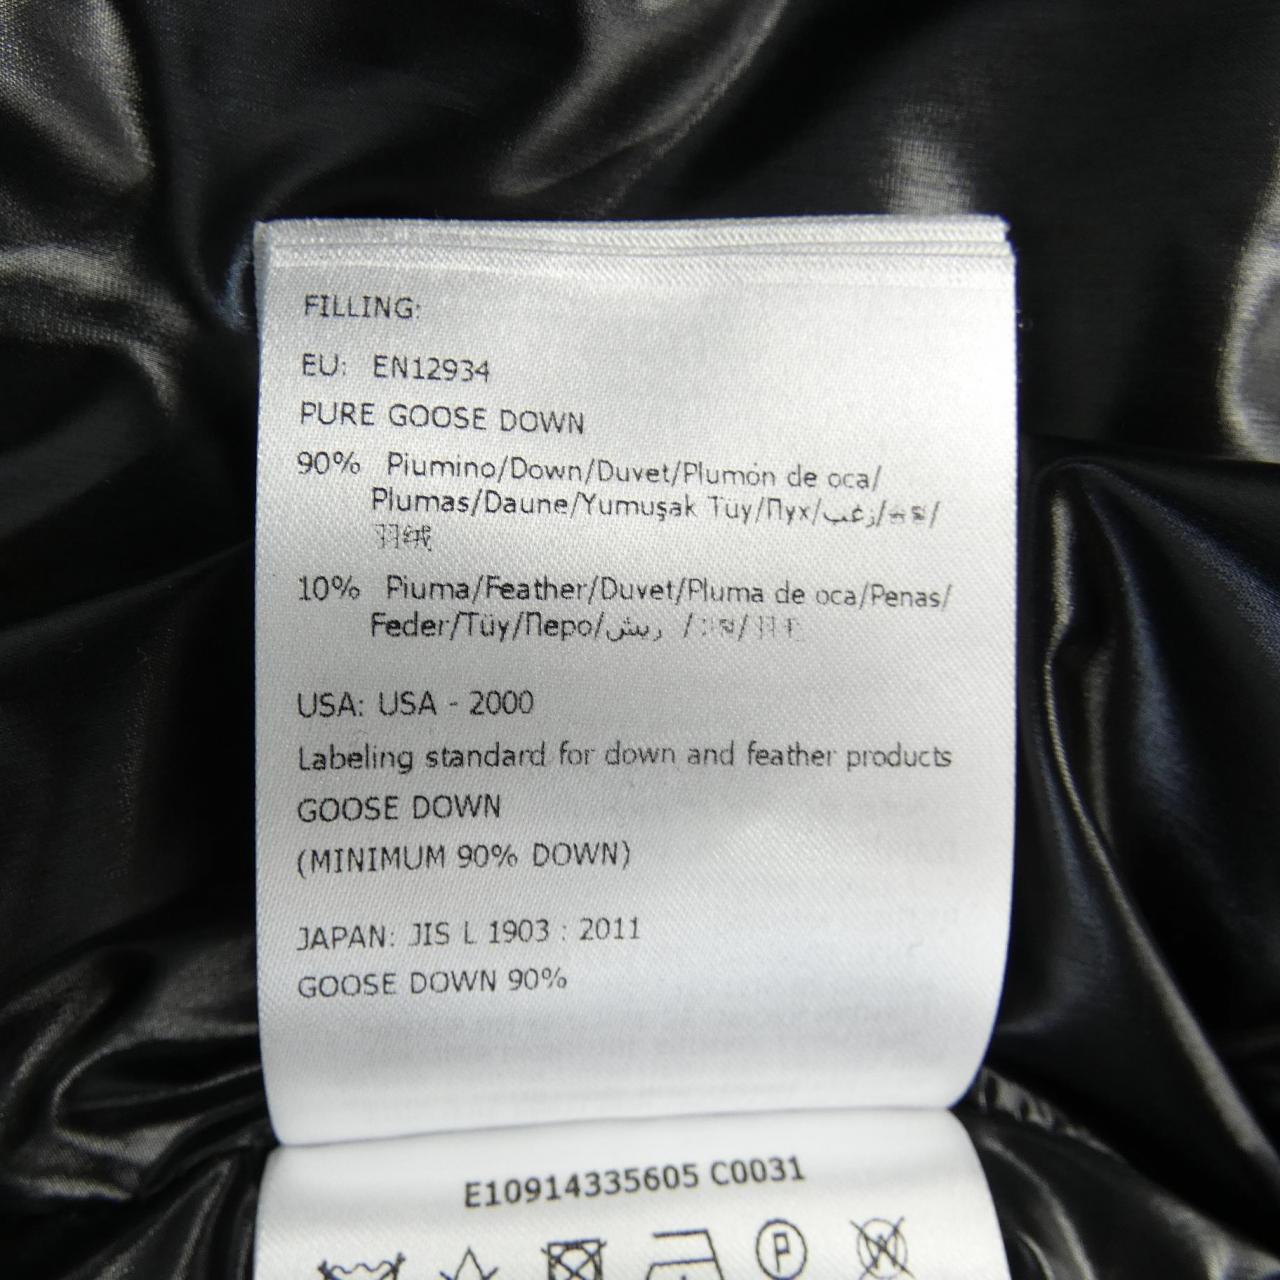 FILLING:
EU: EN12934
PURE GOOSE DOWN
90% Piumino/Down/Duvet/Plumón de oca/
Plumas/Daune/Yumuşak Tüy/Пух/زغب/
羽绒
10% Piuma/Feather/Duvet/Pluma de oca/Penas/
Feder/Tüy/Перо/ريش /
USA: USA - 2000
Labeling standard for down and feather products
GOOSE DOWN
(MINIMUM 90% DOWN)
JAPAN: JIS L 1903 : 2011
GOOSE DOWN 90%
E10914335605 C0031
P
W